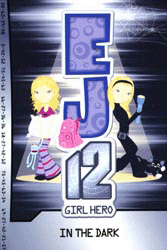 EJ
12
GIRL HERO
IN THE DARK